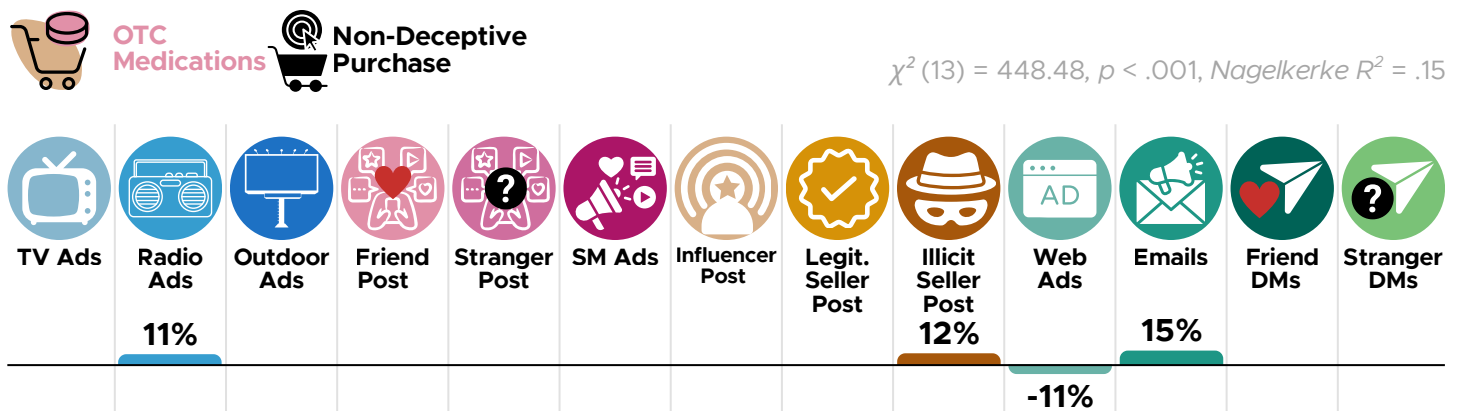 OTC
Medications
Non-Deceptive
Purchase
χ² (13) = 448.48, p < .001, Nagelkerke R² = .15
AD
?
?
TV Ads
Radio
Ads
Outdoor
Ads
Friend
Post
Stranger
Post
SM Ads
Influencer
Post
Legit.
Seller
Post
Illicit
Seller
Post
Web
Ads
Emails
Friend
DMs
Stranger
DMs
11%
12%
-11%
15%